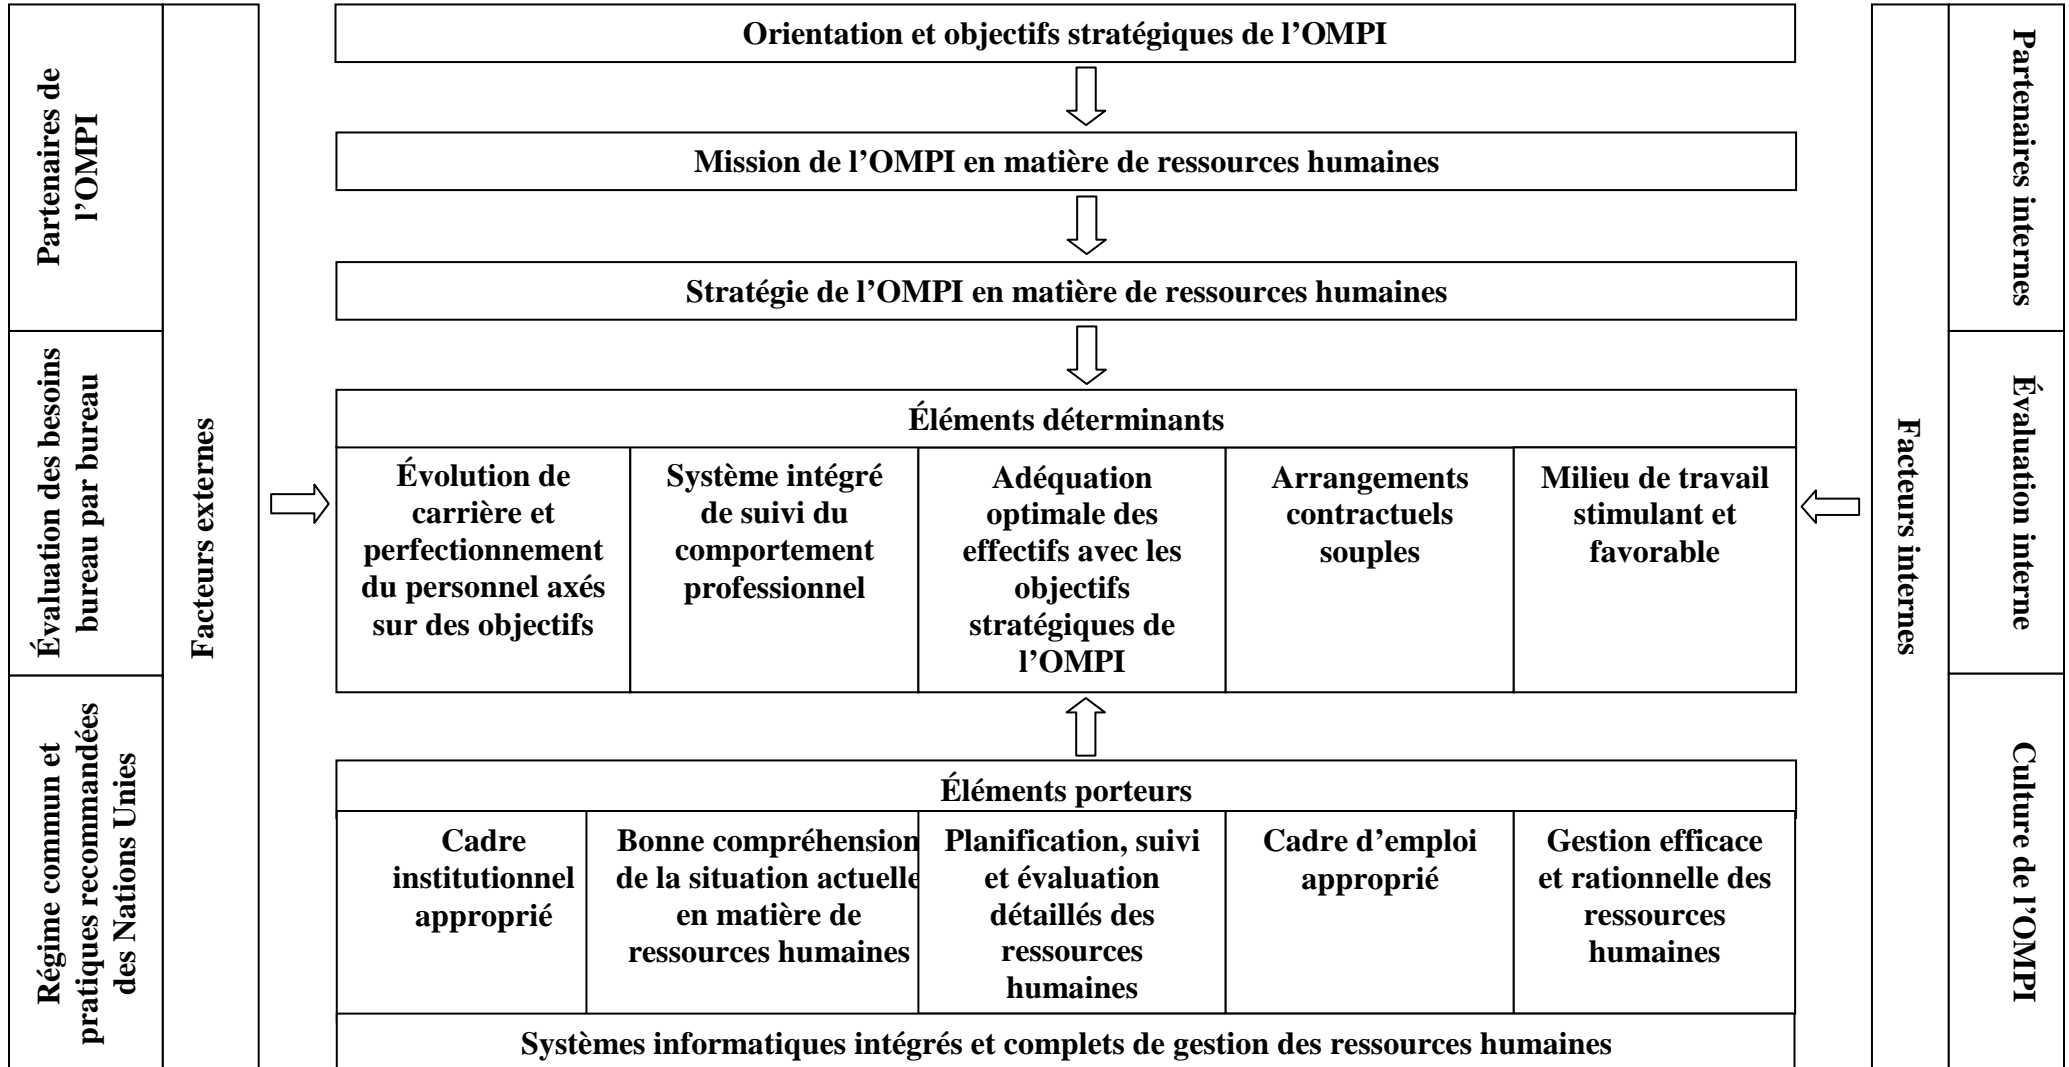 Partenaires de
l’OMPI
Évaluation des besoins
bureau par bureau
Régime commun et
pratiques recommandées
des Nations Unies
Facteurs externes
Orientation et objectifs stratégiques de l’OMPI
Mission de l’OMPI en matière de ressources humaines
Stratégie de l’OMPI en matière de ressources humaines
Éléments déterminants
Évolution de
carrière et
perfectionnement
du personnel axés
sur des objectifs
Système intégré
de suivi du
comportement
professionnel
Adéquation
optimale des
effectifs avec les
objectifs
stratégiques de
l’OMPI
Arrangements
contractuels
souples
Milieu de travail
stimulant et
favorable
Éléments porteurs
Cadre
institutionnel
approprié
Bonne compréhension
de la situation actuelle
en matière de
ressources humaines
Planification, suivi
et évaluation
détaillés des
ressources
humaines
Cadre d’emploi
approprié
Gestion efficace
et rationnelle des
ressources
humaines
Systèmes informatiques intégrés et complets de gestion des ressources humaines
Facteurs internes
Partenaires internes
Évaluation interne
Culture de l’OMPI